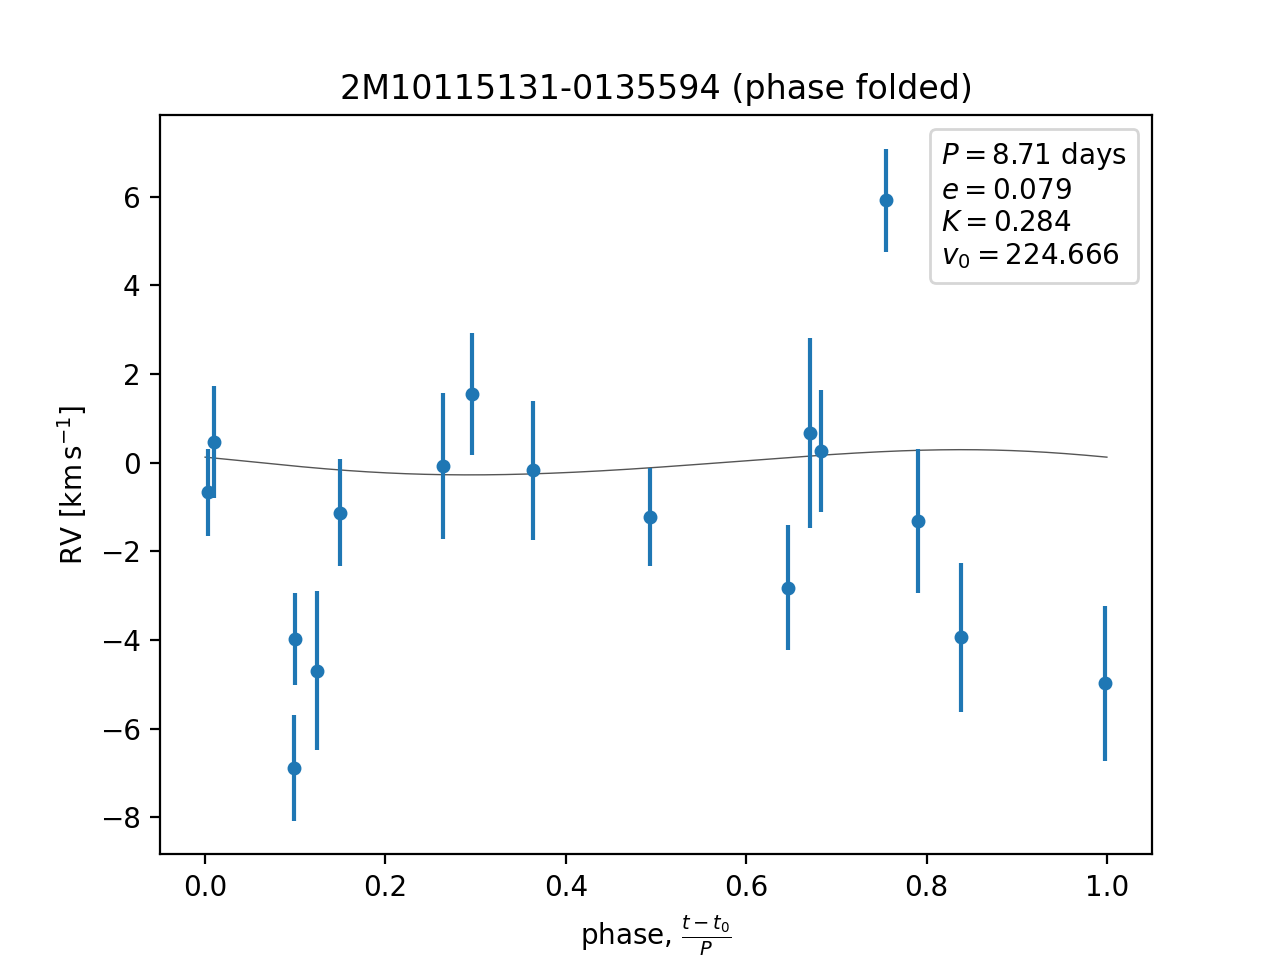 2M10115131-0135594 (phase folded)
P = 8.71 days
e = 0.079
K = 0.284
v₀ = 224.666
6
4
2
0
−2
−4
−6
−8
RV [km s⁻¹]
0.0 0.2 0.4 0.6 0.8 1.0
phase, (t − t₀)/P